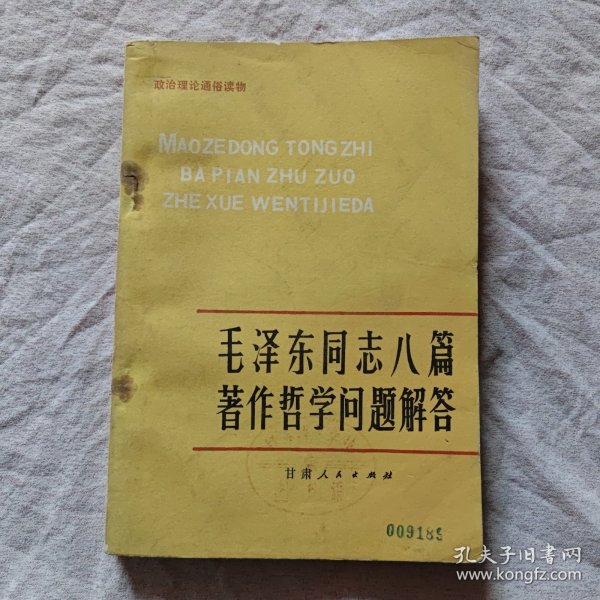 政治理论通俗读物
MAOZEDONG TONGZHI
BA PIAN ZHU ZUO
ZHE XUE WENTIJIEDA
毛泽东同志八篇
著作哲学问题解答
甘肃人民出版社
009189
孔夫子旧书网
www.kongfz.com